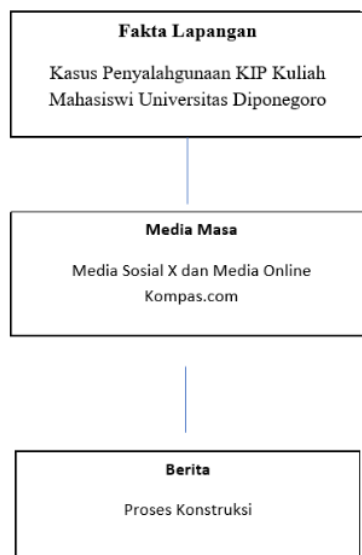 Fakta Lapangan
Kasus Penyalahgunaan KIP Kuliah
Mahasiswi Universitas Diponegoro
Media Masa
Media Sosial X dan Media Online
Kompas.com
Berita
Proses Konstruksi